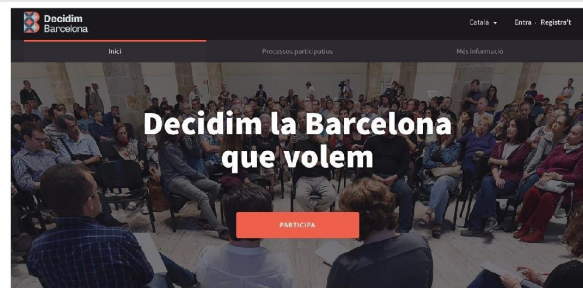 Decidim
Barcelona
Català
Entra · Registra't
Inici
Processos participatius
Més informació
Decidim la Barcelona
que volem
PARTICIPA